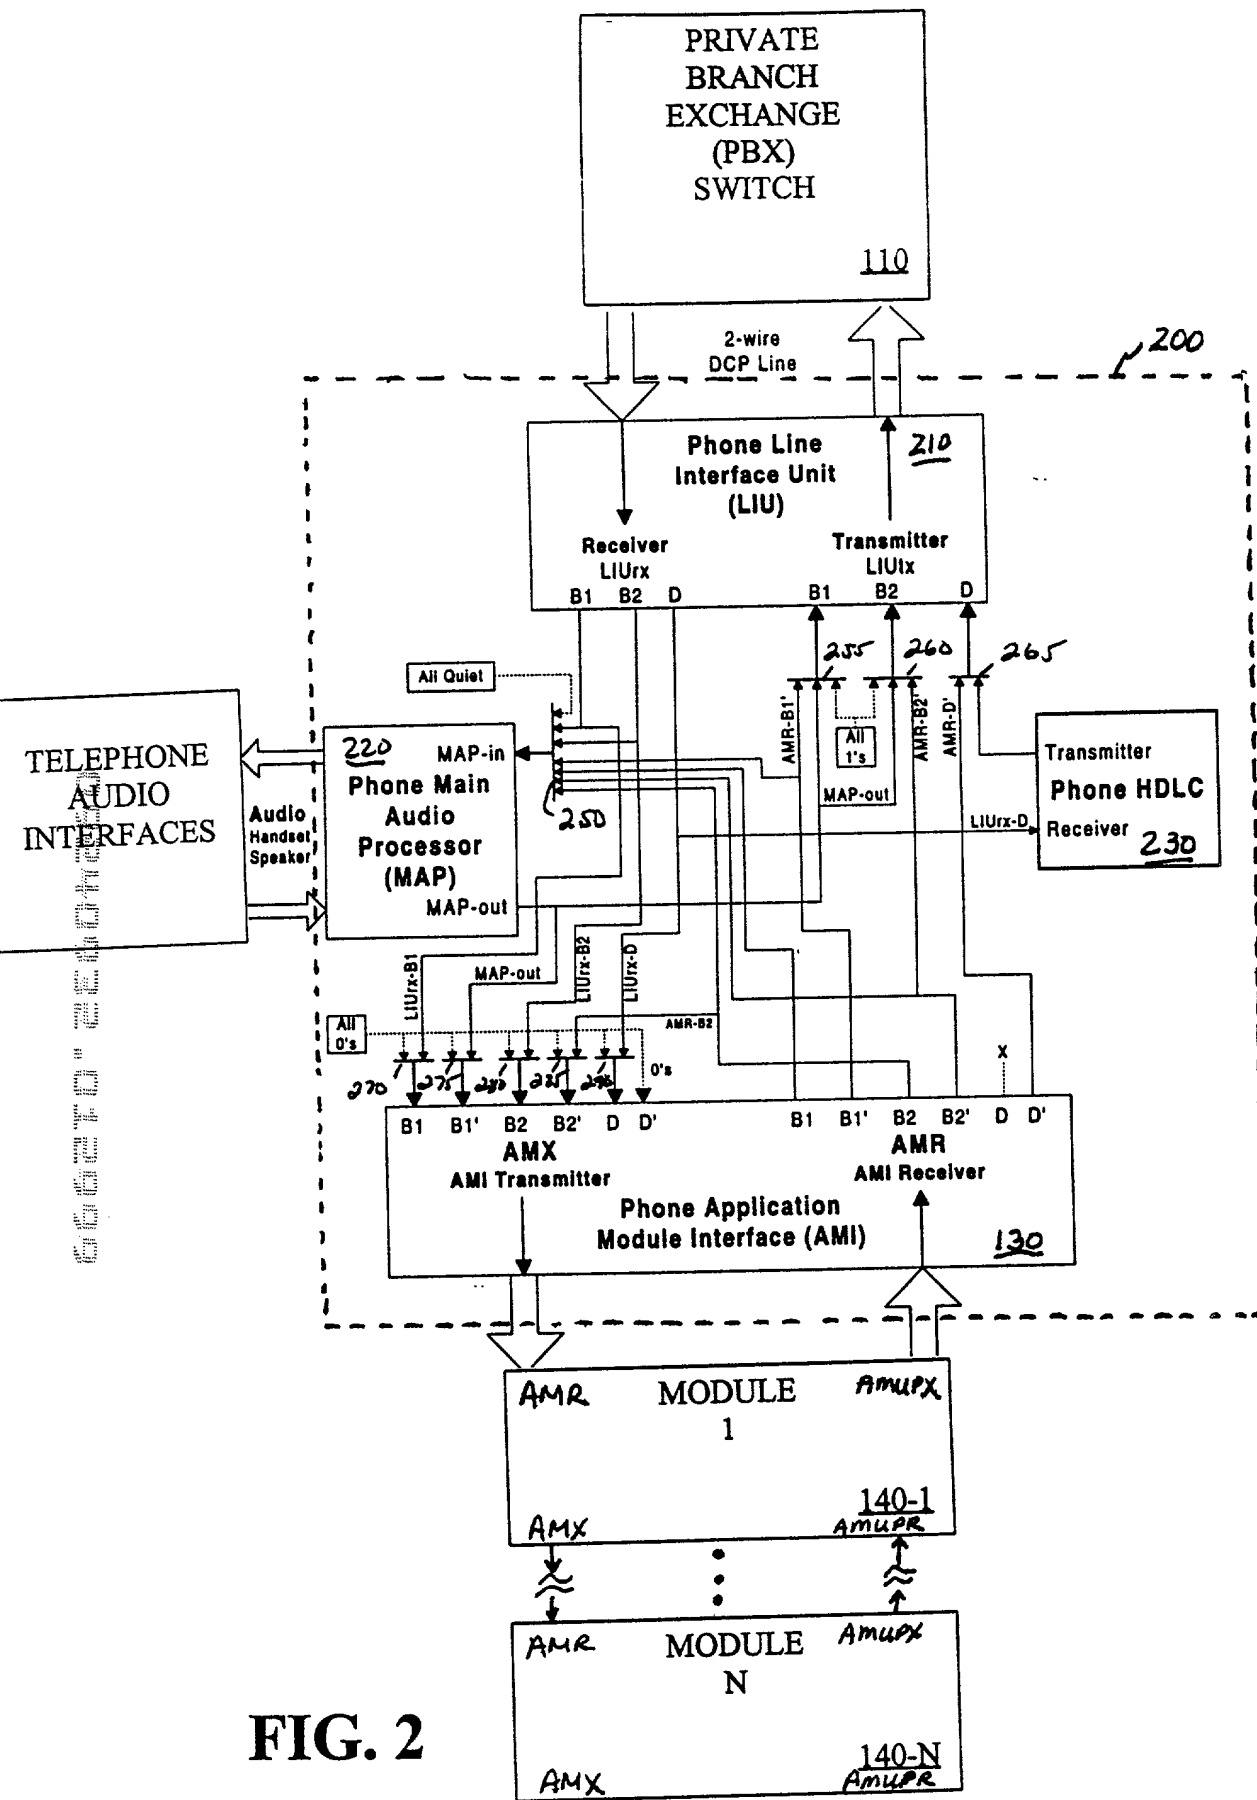 PRIVATE
BRANCH
EXCHANGE
(PBX)
SWITCH
110
2-wire
DCP Line
200
Phone Line
Interface Unit
(LIU)
210
Receiver
LIUrx
Transmitter
LIUtx
B1 B2 D
B1 B2 D
255
260
265
All Quiet
TELEPHONE
AUDIO
INTERFACES
Audio
Handset
Speaker
220
MAP-in
Phone Main
Audio
Processor
(MAP)
MAP-out
250
AMR-B1'
All
1's
AMR-B2'
AMR-D'
MAP-out
Transmitter
Phone HDLC
Receiver
230
LIUrx-D
LIUrx-B1
MAP-out
LIUrx-B2
LIUrx-D
AMR-B2
All
0's
0's
X
270
275
280
285
290
B1 B1' B2 B2' D D'
B1 B1' B2 B2' D D'
AMX
AMI Transmitter
AMR
AMI Receiver
Phone Application
Module Interface (AMI)
130
AMR
MODULE
1
AMUPX
140-1
AMX
AMUPR
AMR
MODULE
N
AMUPX
140-N
AMX
AMUPR
FIG. 2